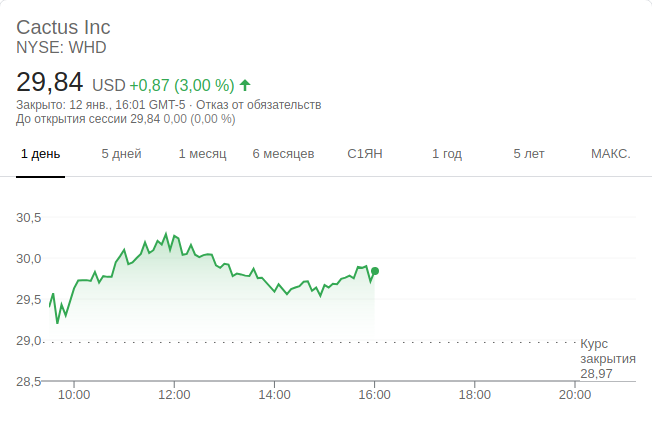 Cactus Inc
NYSE: WHD
29,84 USD +0,87 (3,00 %)
Закрыто: 12 янв., 16:01 GMT-5 · Отказ от обязательств
До открытия сессии 29,84 0,00 (0,00 %)
1 день 5 дней 1 месяц 6 месяцев С1ЯН 1 год 5 лет МАКС.
30,5
30,0
29,5
29,0
Курс
закрытия
28,97
28,5
10:00 12:00 14:00 16:00 18:00 20:00